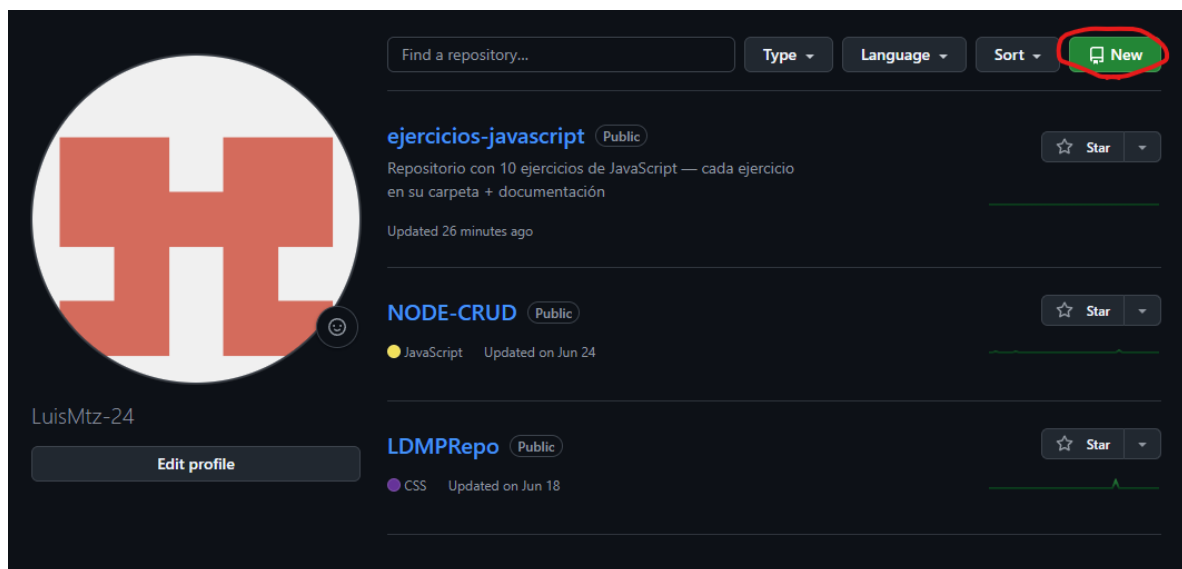 Find a repository...
Type
Language
Sort
New
ejercicios-javascript Public
Star
Repositorio con 10 ejercicios de JavaScript — cada ejercicio
en su carpeta + documentación
Updated 26 minutes ago
NODE-CRUD Public
Star
JavaScript Updated on Jun 24
LuisMtz-24
Edit profile
LDMPRepo Public
Star
CSS Updated on Jun 18